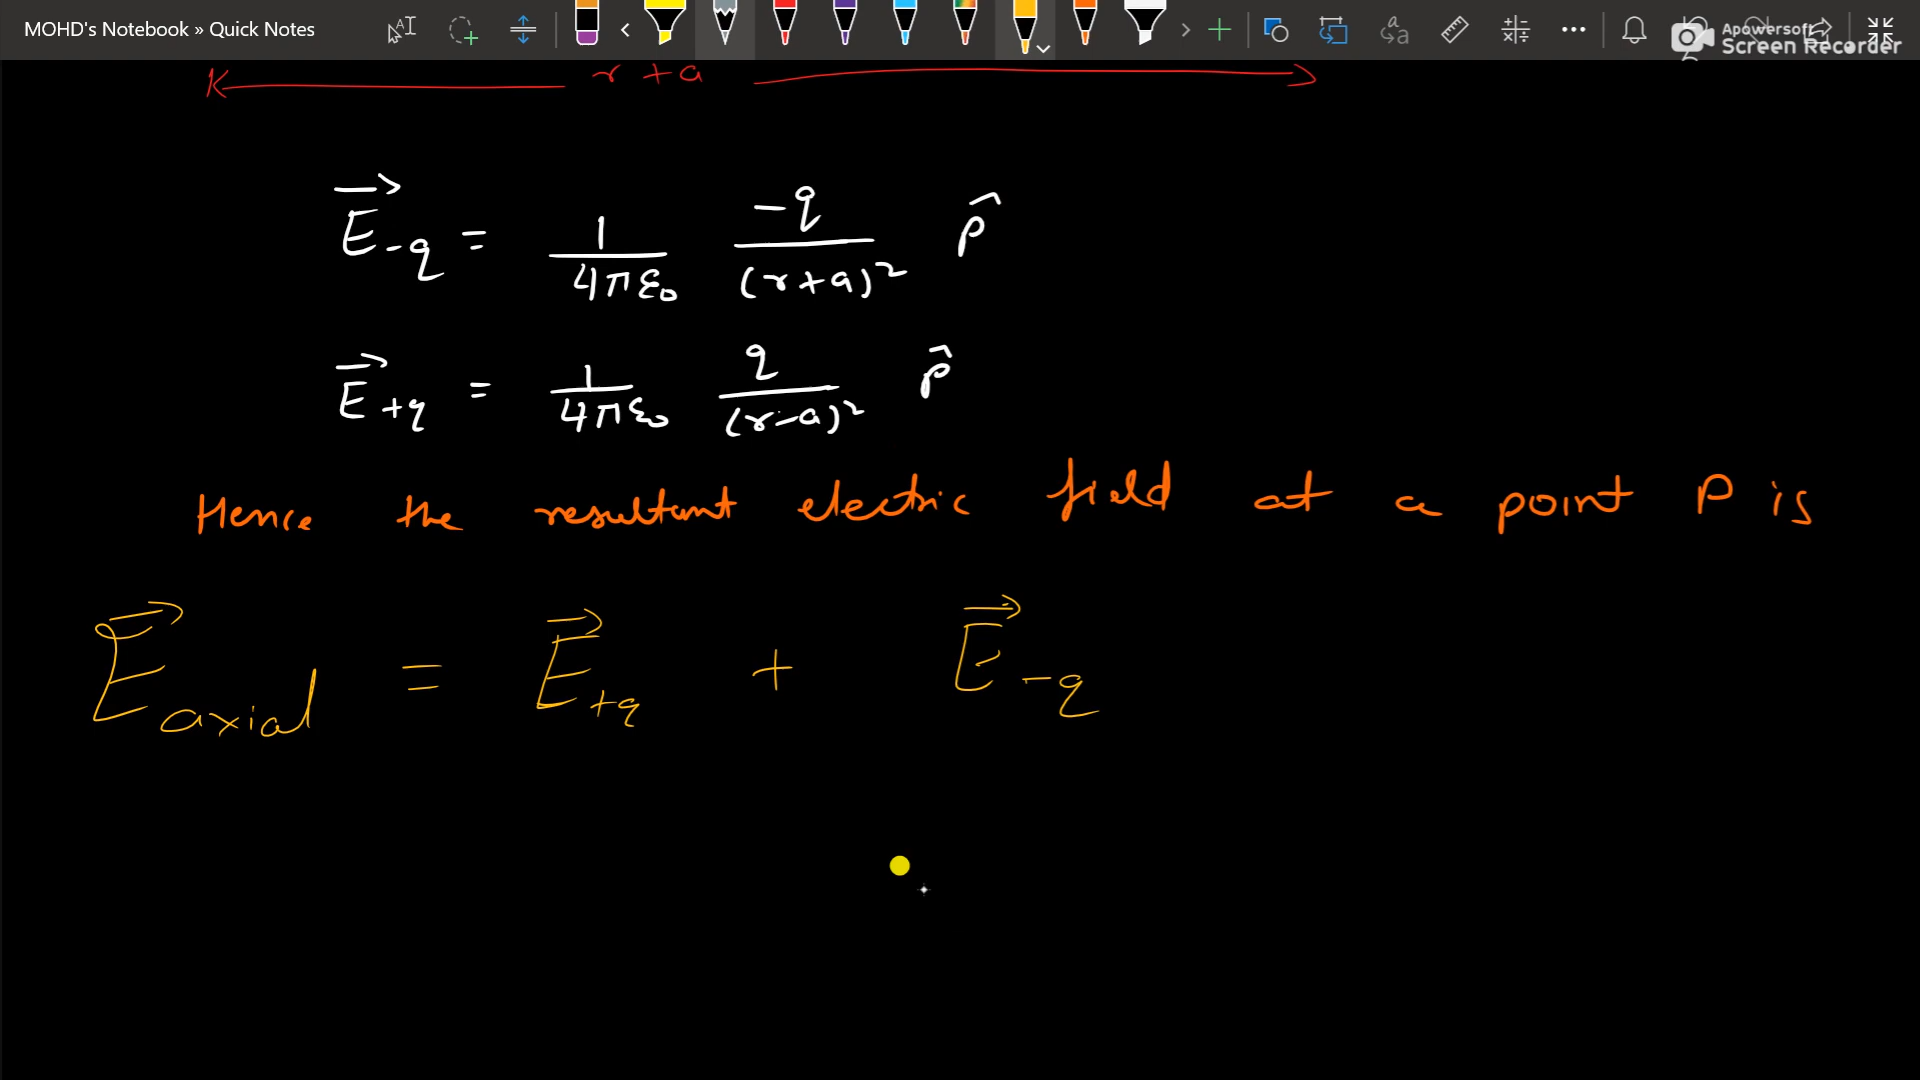 MOHD's Notebook » Quick Notes
Apowersoft
Screen Recorder
r + a
E⃗₋q = 1/4πε₀ -q/(r+a)² p̂
E⃗₊q = 1/4πε₀ q/(r-a)² p̂
Hence the resultant electric field at a point P is
E⃗axial = E⃗₊q + E⃗₋q